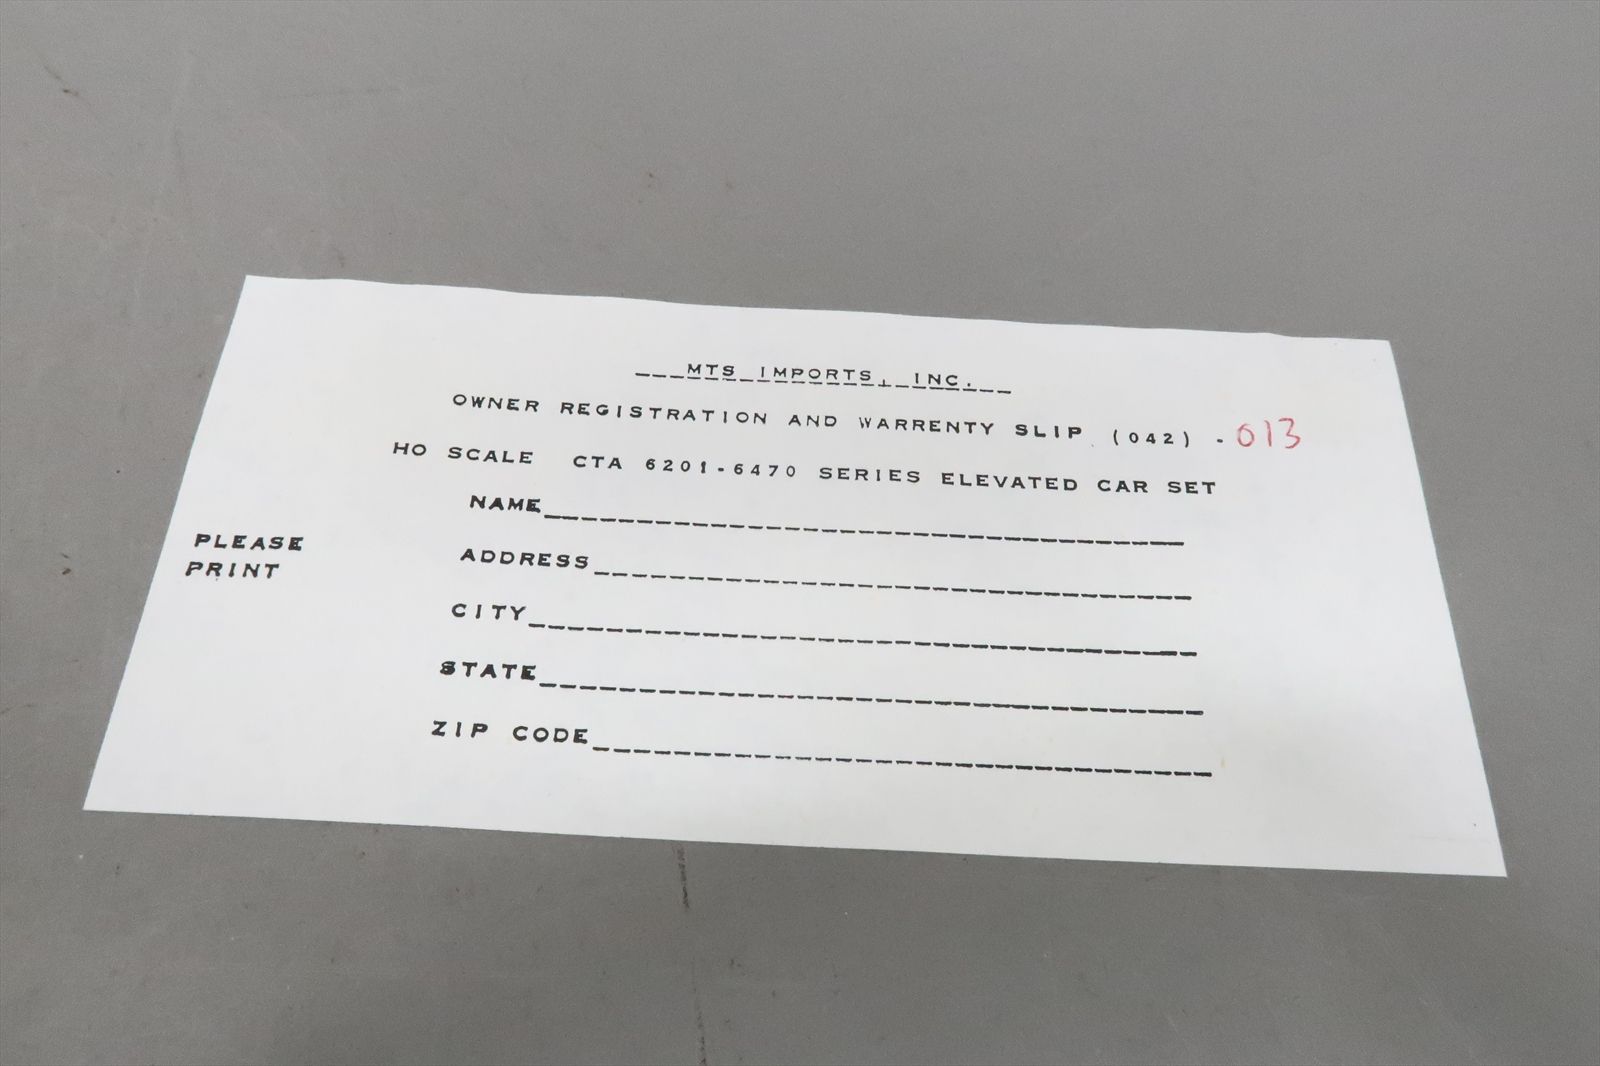 MTS IMPORTS, INC.
OWNER REGISTRATION AND WARRENTY SLIP (042) - 013
HO SCALE CTA 6201-6470 SERIES ELEVATED CAR SET
NAME
PLEASE
PRINT
ADDRESS
CITY
STATE
ZIP CODE